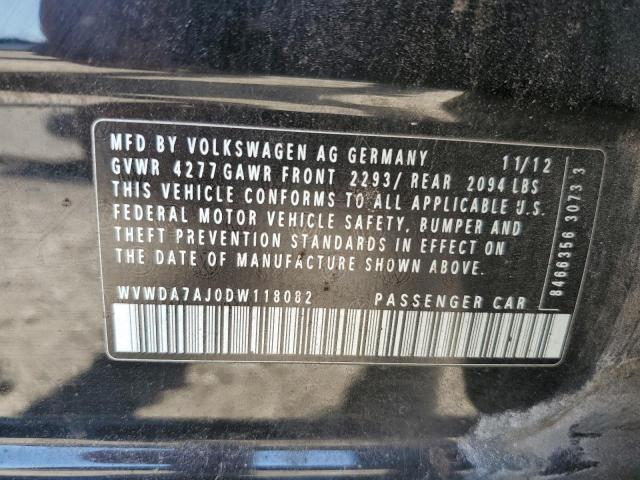 MFD BY VOLKSWAGEN AG GERMANY 11/12
GVWR 4277 GAWR FRONT 2293/ REAR 2094 LBS
THIS VEHICLE CONFORMS TO ALL APPLICABLE U.S.
FEDERAL MOTOR VEHICLE SAFETY, BUMPER AND
THEFT PREVENTION STANDARDS IN EFFECT ON
THE DATE OF MANUFACTURE SHOWN ABOVE.
WVWDA7AJ0DW118082 PASSENGER CAR
8466356 3073 3